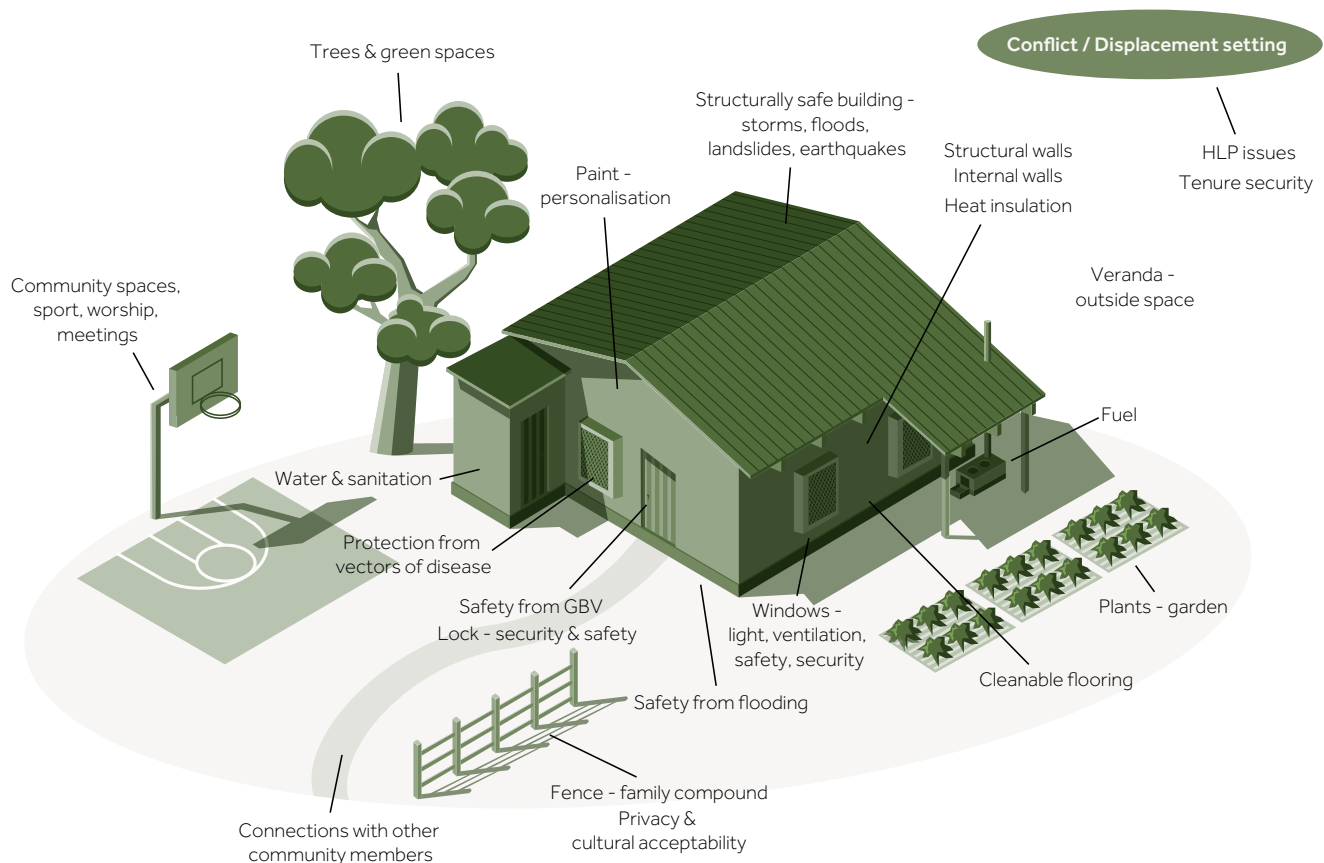 Conflict / Displacement setting
Trees & green spaces
Structurally safe building -
storms, floods,
landslides, earthquakes
Structural walls
Internal walls
Heat insulation
HLP issues
Tenure security
Paint -
personalisation
Veranda -
outside space
Community spaces,
sport, worship,
meetings
Fuel
Water & sanitation
Protection from
vectors of disease
Safety from GBV
Lock - security & safety
Windows -
light, ventilation,
safety, security
Plants - garden
Cleanable flooring
Safety from flooding
Fence - family compound
Privacy &
cultural acceptability
Connections with other
community members